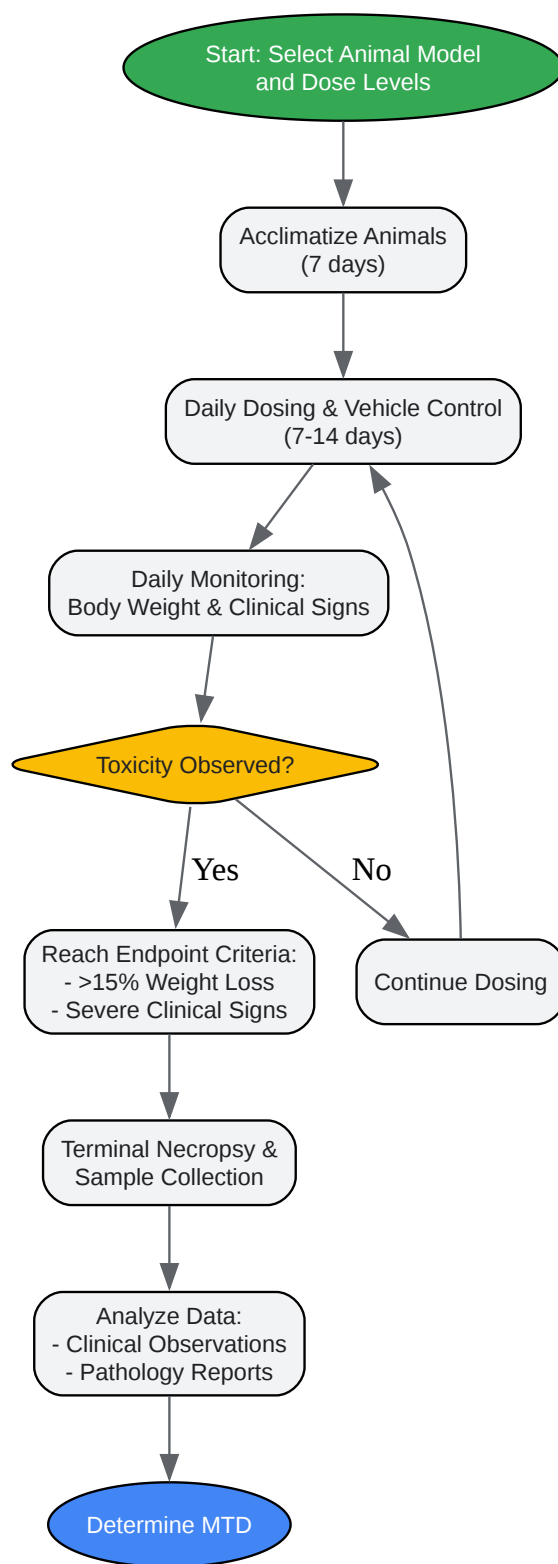 Start: Select Animal Model
and Dose Levels
Acclimatize Animals
(7 days)
Daily Dosing & Vehicle Control
(7-14 days)
Daily Monitoring:
Body Weight & Clinical Signs
Toxicity Observed?
Yes
No
Reach Endpoint Criteria:
- >15% Weight Loss
- Severe Clinical Signs
Continue Dosing
Terminal Necropsy &
Sample Collection
Analyze Data:
- Clinical Observations
- Pathology Reports
Determine MTD